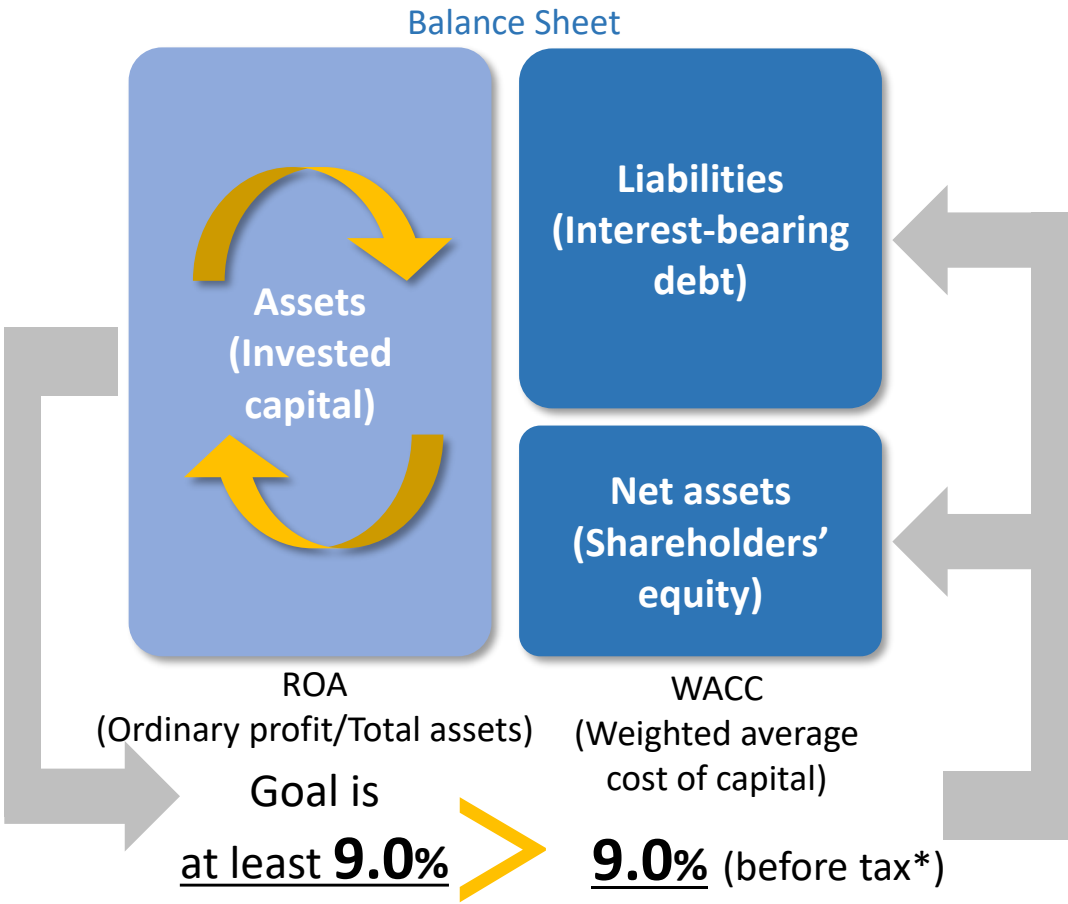 Balance Sheet
Assets
(Invested
capital)
Liabilities
(Interest-bearing
debt)
Net assets
(Shareholders’
equity)
ROA
(Ordinary profit/Total assets)
Goal is
at least 9.0%
WACC
(Weighted average
cost of capital)
9.0% (before tax*)